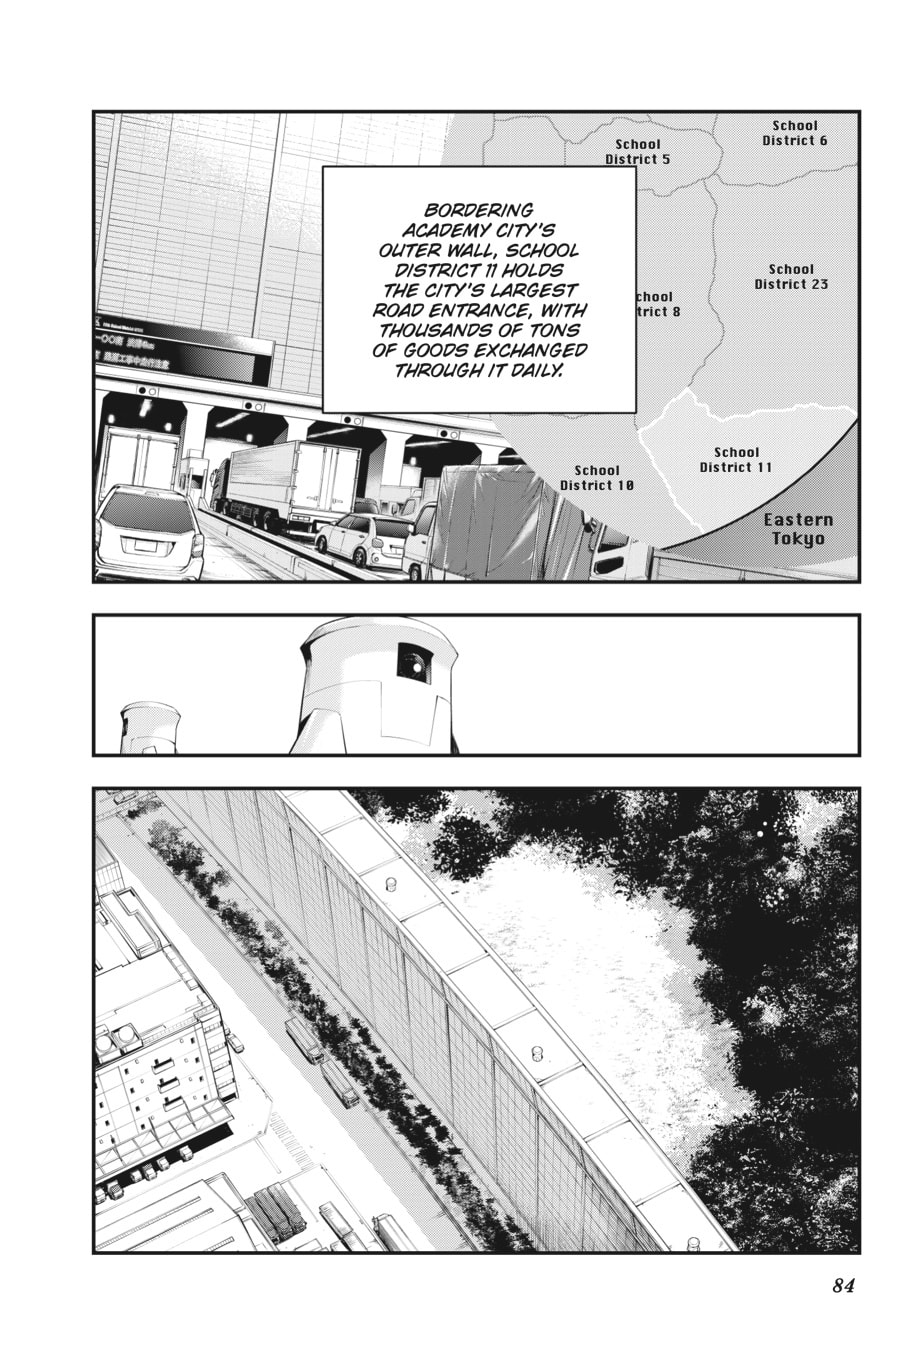 School
District 6
School
District 5
BORDERING
ACADEMY CITY'S
OUTER WALL, SCHOOL
DISTRICT 11 HOLDS
THE CITY'S LARGEST
ROAD ENTRANCE, WITH
THOUSANDS OF TONS
OF GOODS EXCHANGED
THROUGH IT DAILY.
School
District 23
chool
trict 8
School
District 11
School
District 10
Eastern
Tokyo
84